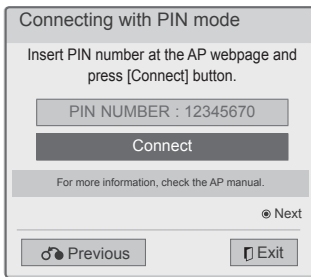 Connecting with PIN mode
Insert PIN number at the AP webpage and
press [Connect] button.
PIN NUMBER : 12345670
Connect
For more information, check the AP manual.
Next
Previous
Exit